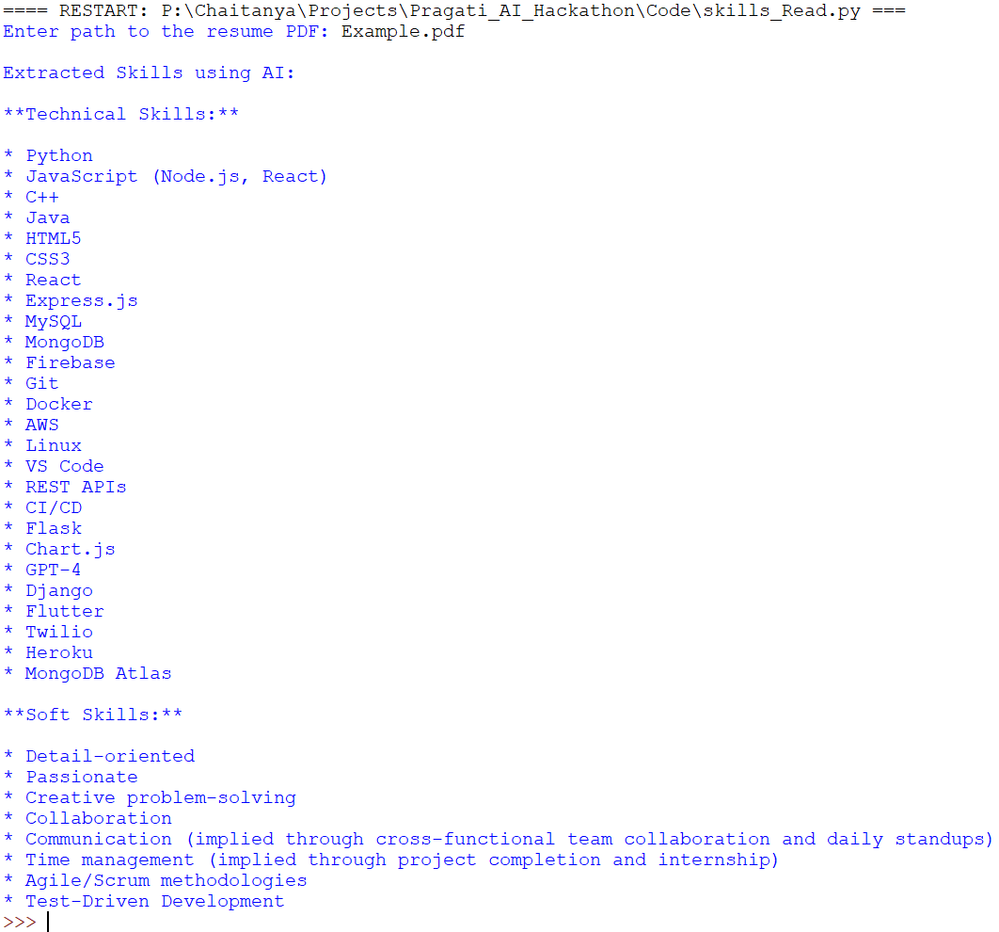 ==== RESTART: P:\Chaitanya\Projects\Pragati_AI_Hackathon\Code\skills_Read.py ===
Enter path to the resume PDF: Example.pdf

Extracted Skills using AI:

**Technical Skills:**

* Python
* JavaScript (Node.js, React)
* C++
* Java
* HTML5
* CSS3
* React
* Express.js
* MySQL
* MongoDB
* Firebase
* Git
* Docker
* AWS
* Linux
* VS Code
* REST APIs
* CI/CD
* Flask
* Chart.js
* GPT-4
* Django
* Flutter
* Twilio
* Heroku
* MongoDB Atlas

**Soft Skills:**

* Detail-oriented
* Passionate
* Creative problem-solving
* Collaboration
* Communication (implied through cross-functional team collaboration and daily standups)
* Time management (implied through project completion and internship)
* Agile/Scrum methodologies
* Test-Driven Development
>>>